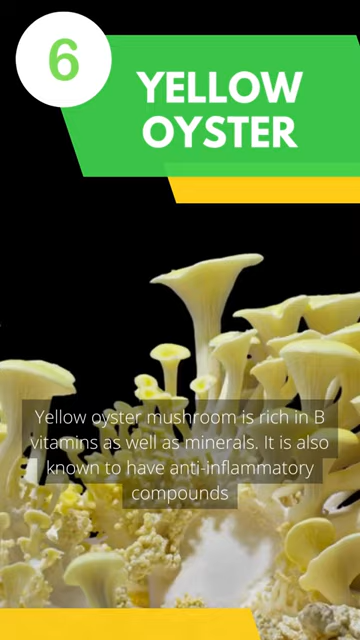 6
YELLOW
OYSTER
Yellow oyster mushroom is rich in B
vitamins as well as minerals. It is also
known to have anti-inflammatory
compounds